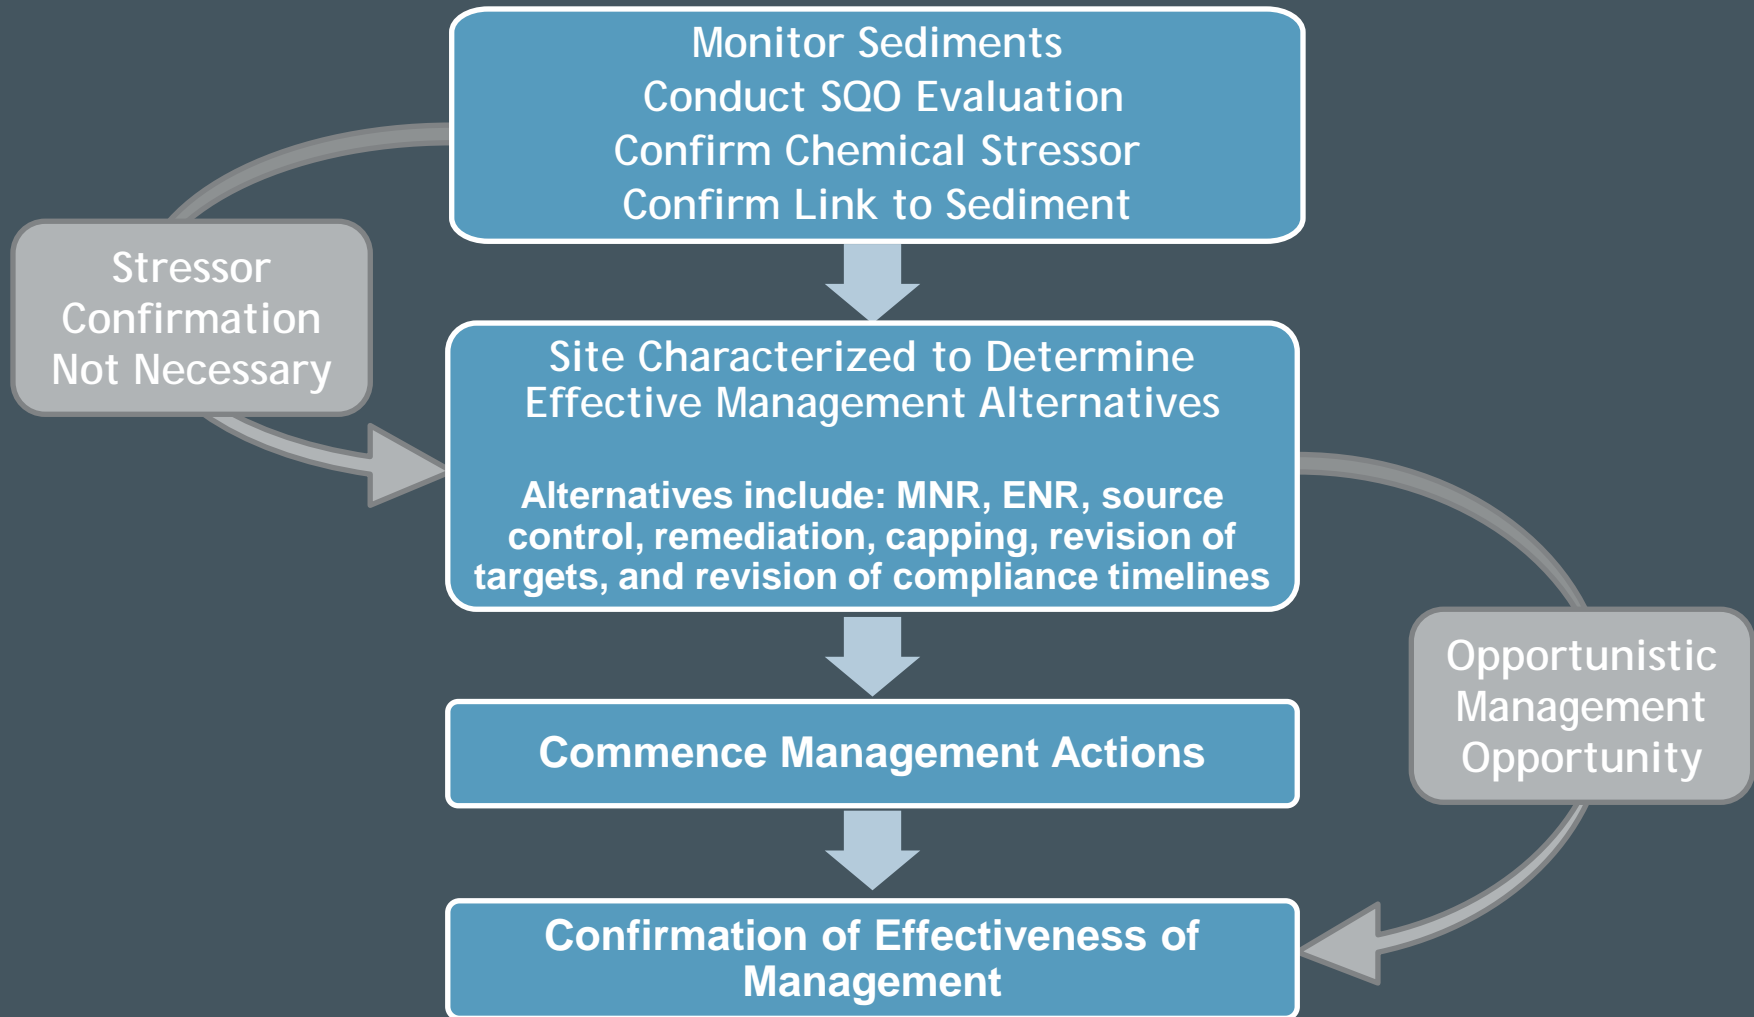 Monitor Sediments
Conduct SQO Evaluation
Confirm Chemical Stressor
Confirm Link to Sediment
Stressor
Confirmation
Not Necessary
Site Characterized to Determine
Effective Management Alternatives
Alternatives include: MNR, ENR, source
control, remediation, capping, revision of
targets, and revision of compliance timelines
Opportunistic
Management
Opportunity
Commence Management Actions
Confirmation of Effectiveness of
Management